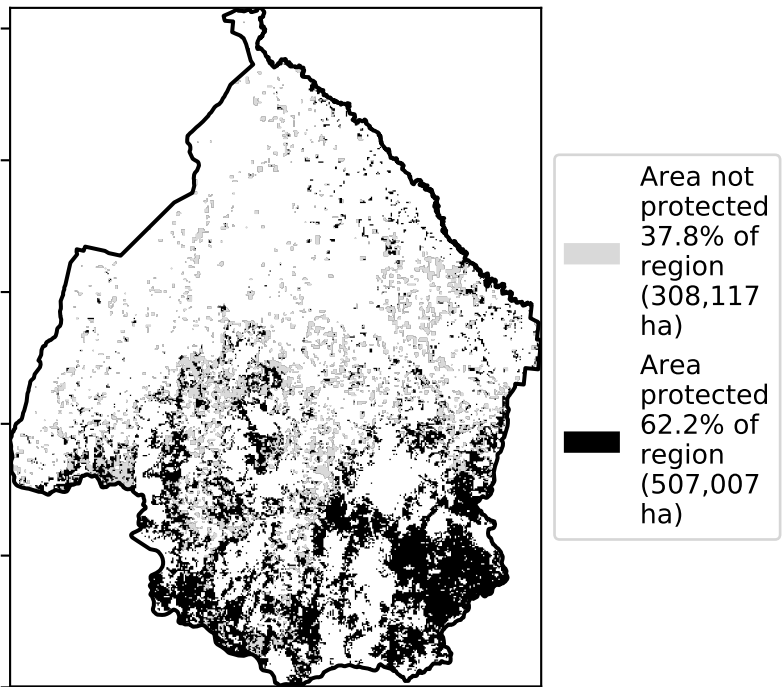 Area not
protected
37.8% of
region
(308,117
ha)
Area
protected
62.2% of
region
(507,007
ha)